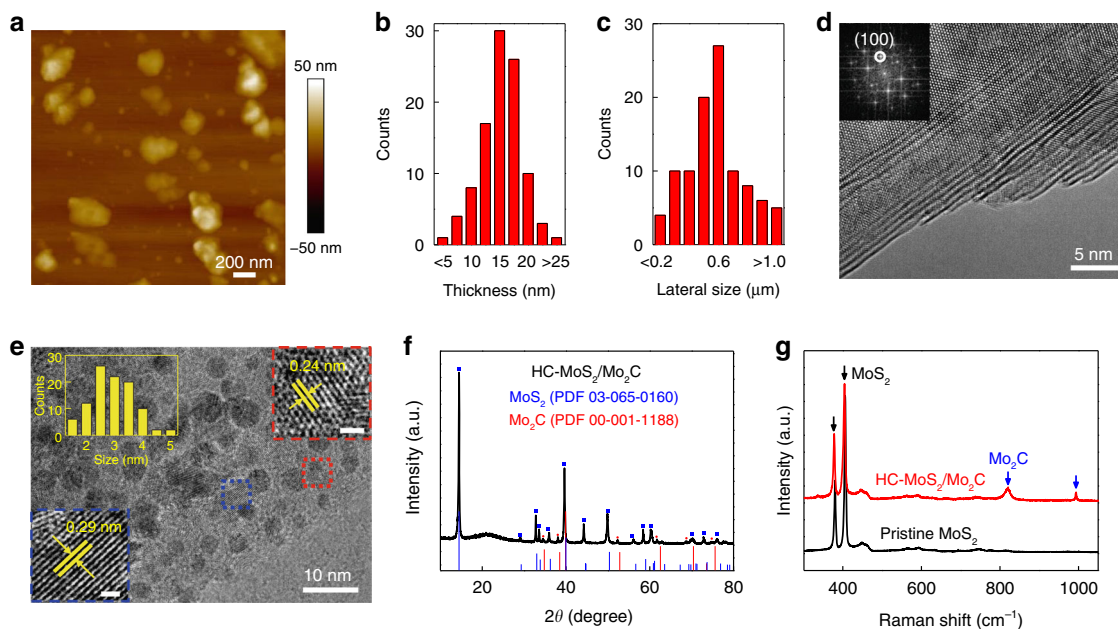 a
50 nm
−50 nm
200 nm
b
Counts
30
20
10
0
<5 10 15 20 >25
Thickness (nm)
c
Counts
30
20
10
0
<0.2 0.6 >1.0
Lateral size (μm)
d
(100)
5 nm
e
Counts
30
20
10
0
2 3 4 5
Size (nm)
0.24 nm
0.29 nm
10 nm
f
Intensity (a.u.)
HC-MoS₂/Mo₂C
MoS₂ (PDF 03-065-0160)
Mo₂C (PDF 00-001-1188)
20 40 60 80
2θ (degree)
g
Intensity (a.u.)
MoS₂
Mo₂C
HC-MoS₂/Mo₂C
Pristine MoS₂
400 600 800 1000
Raman shift (cm⁻¹)